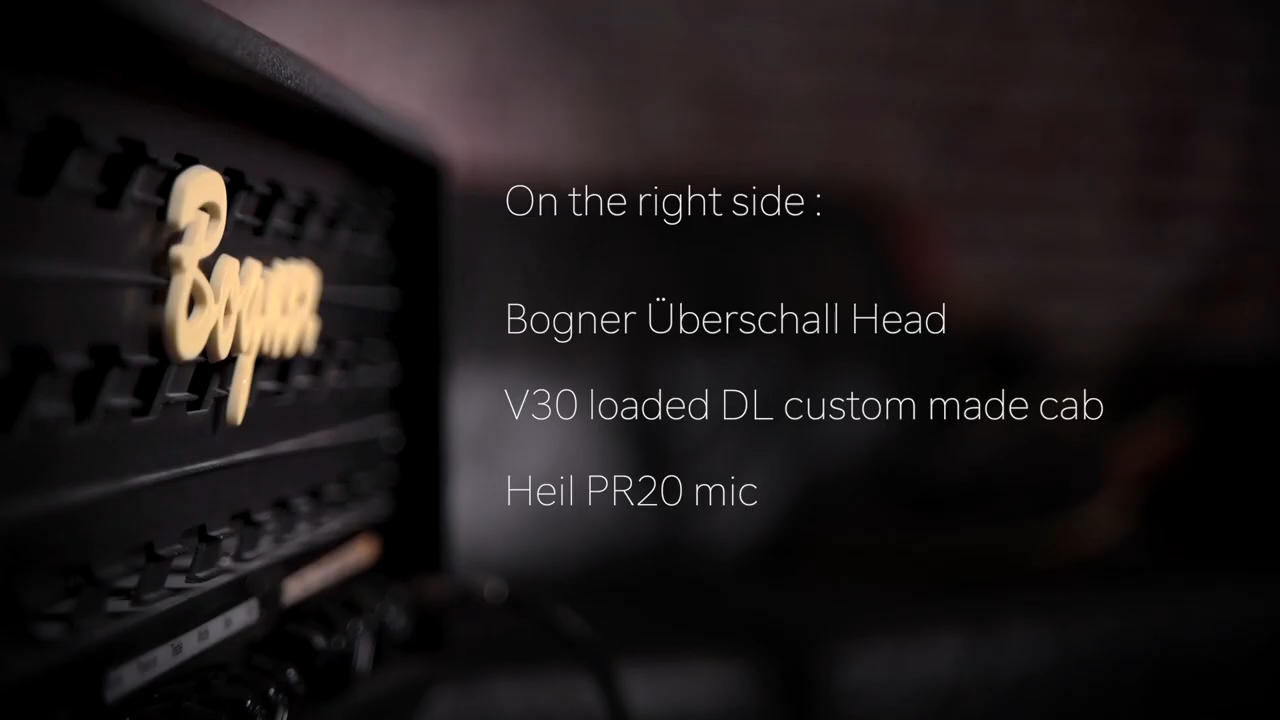 Bogner
On the right side :
Bogner Überschall Head
V30 loaded DL custom made cab
Heil PR20 mic